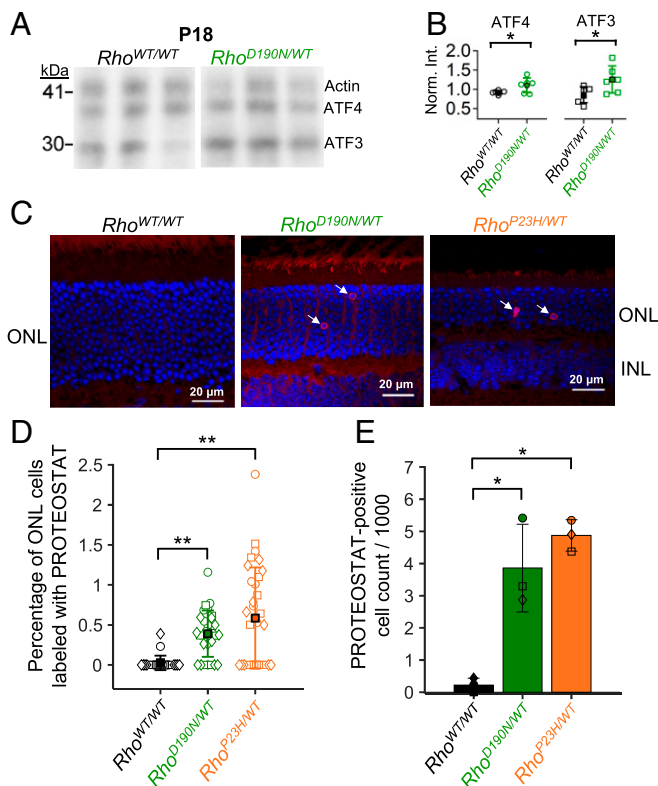 A
P18
Rho^WT/WT
Rho^D190N/WT
kDa
41
30
Actin
ATF4
ATF3
B
ATF4
ATF3
Norm. Int.
*
*
2.0
1.5
1.0
0.5
Rho^WT/WT
Rho^D190N/WT
Rho^WT/WT
Rho^D190N/WT
C
Rho^WT/WT
Rho^D190N/WT
Rho^P23H/WT
ONL
ONL
INL
20 µm
20 µm
20 µm
D
Percentage of ONL cells
labeled with PROTEOSTAT
**
**
2.5
2
1.5
1
0.5
0
Rho^WT/WT
Rho^D190N/WT
Rho^P23H/WT
E
PROTEOSTAT-positive
cell count / 1000
*
*
7
6
5
4
3
2
1
0
Rho^WT/WT
Rho^D190N/WT
Rho^P23H/WT